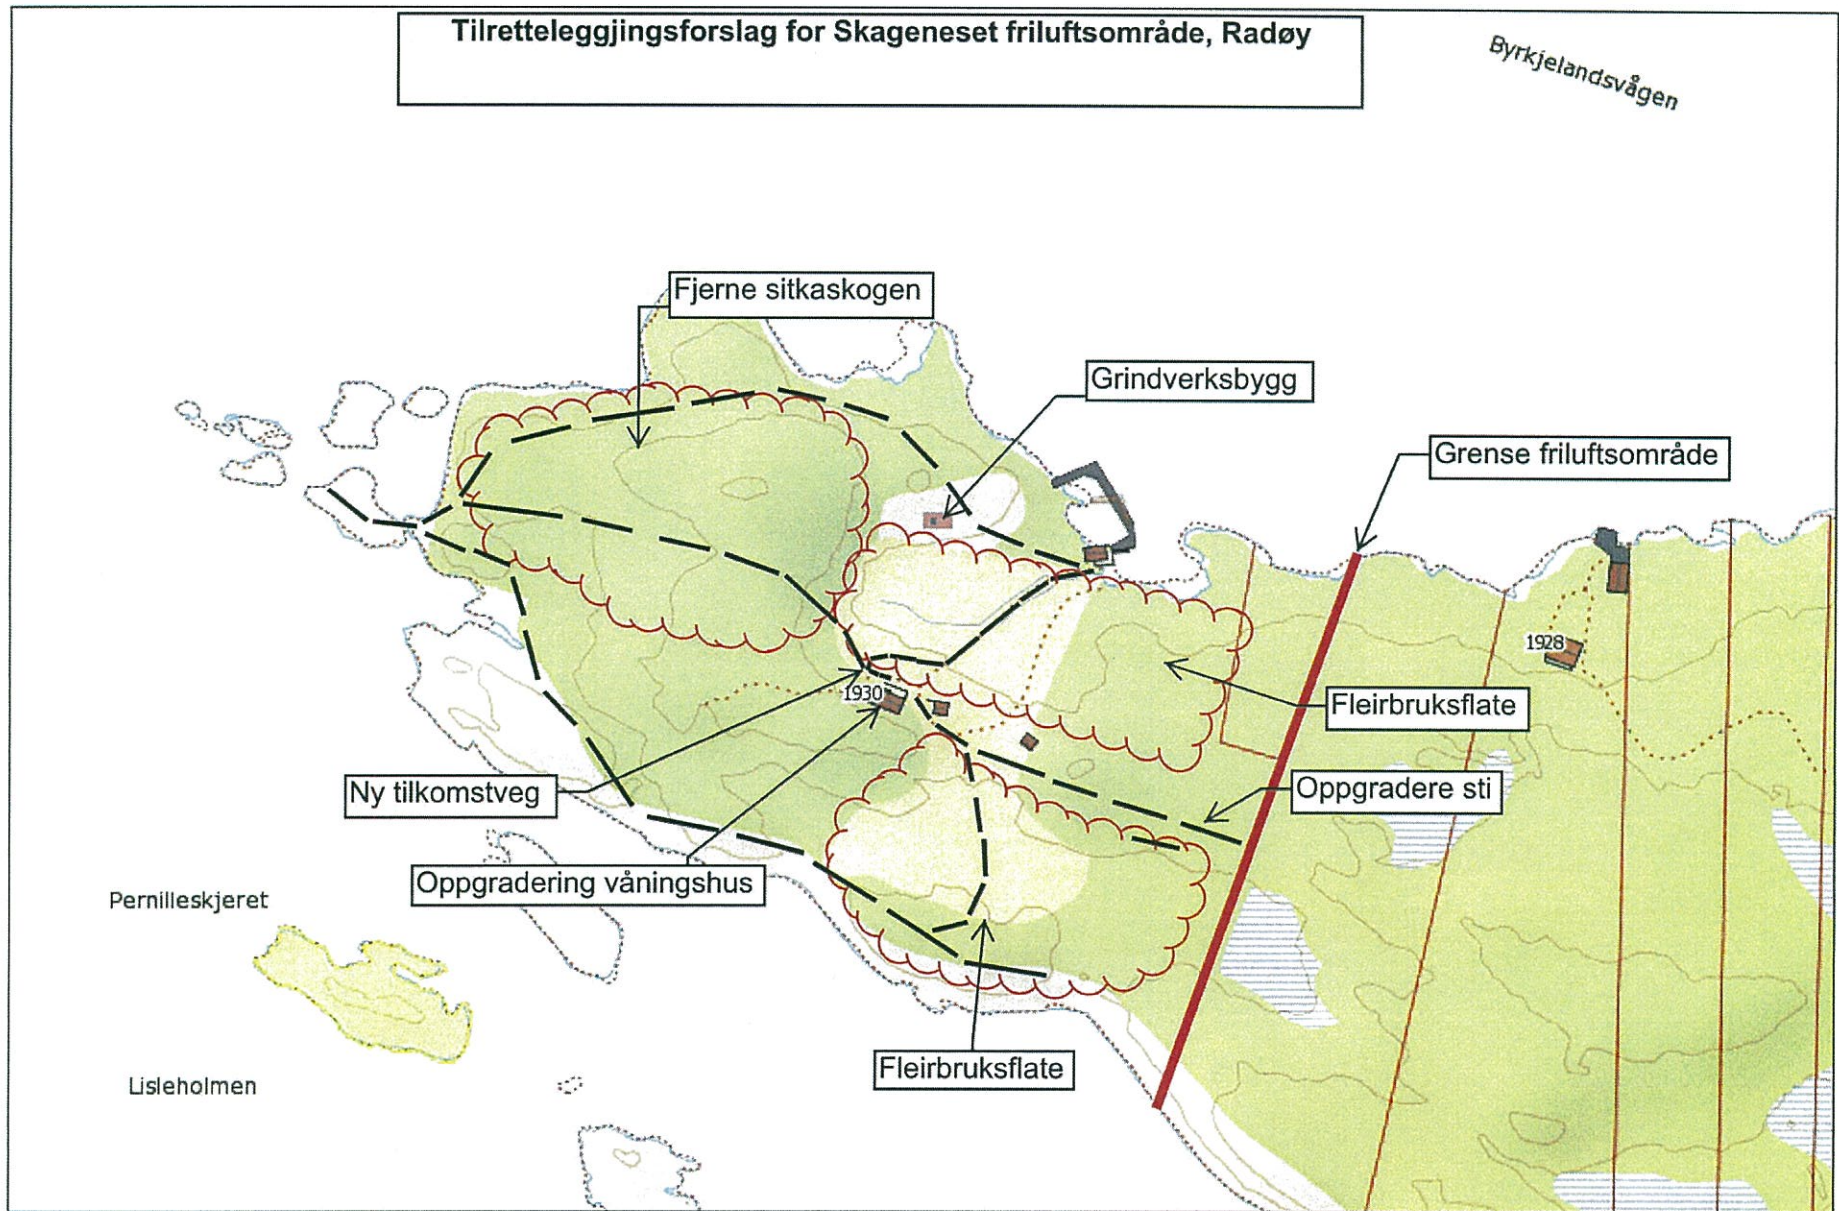 Tilretteleggjingsforslag for Skageneset friluftsområde, Radøy
Byrkjelandsvågen
Fjerne sitkaskogen
Grindverksbygg
Grense friluftsområde
1928
1930
Fleirbruksflate
Ny tilkomstveg
Oppgradere sti
Oppgradering våningshus
Pernilleskjeret
Fleirbruksflate
Lisleholmen